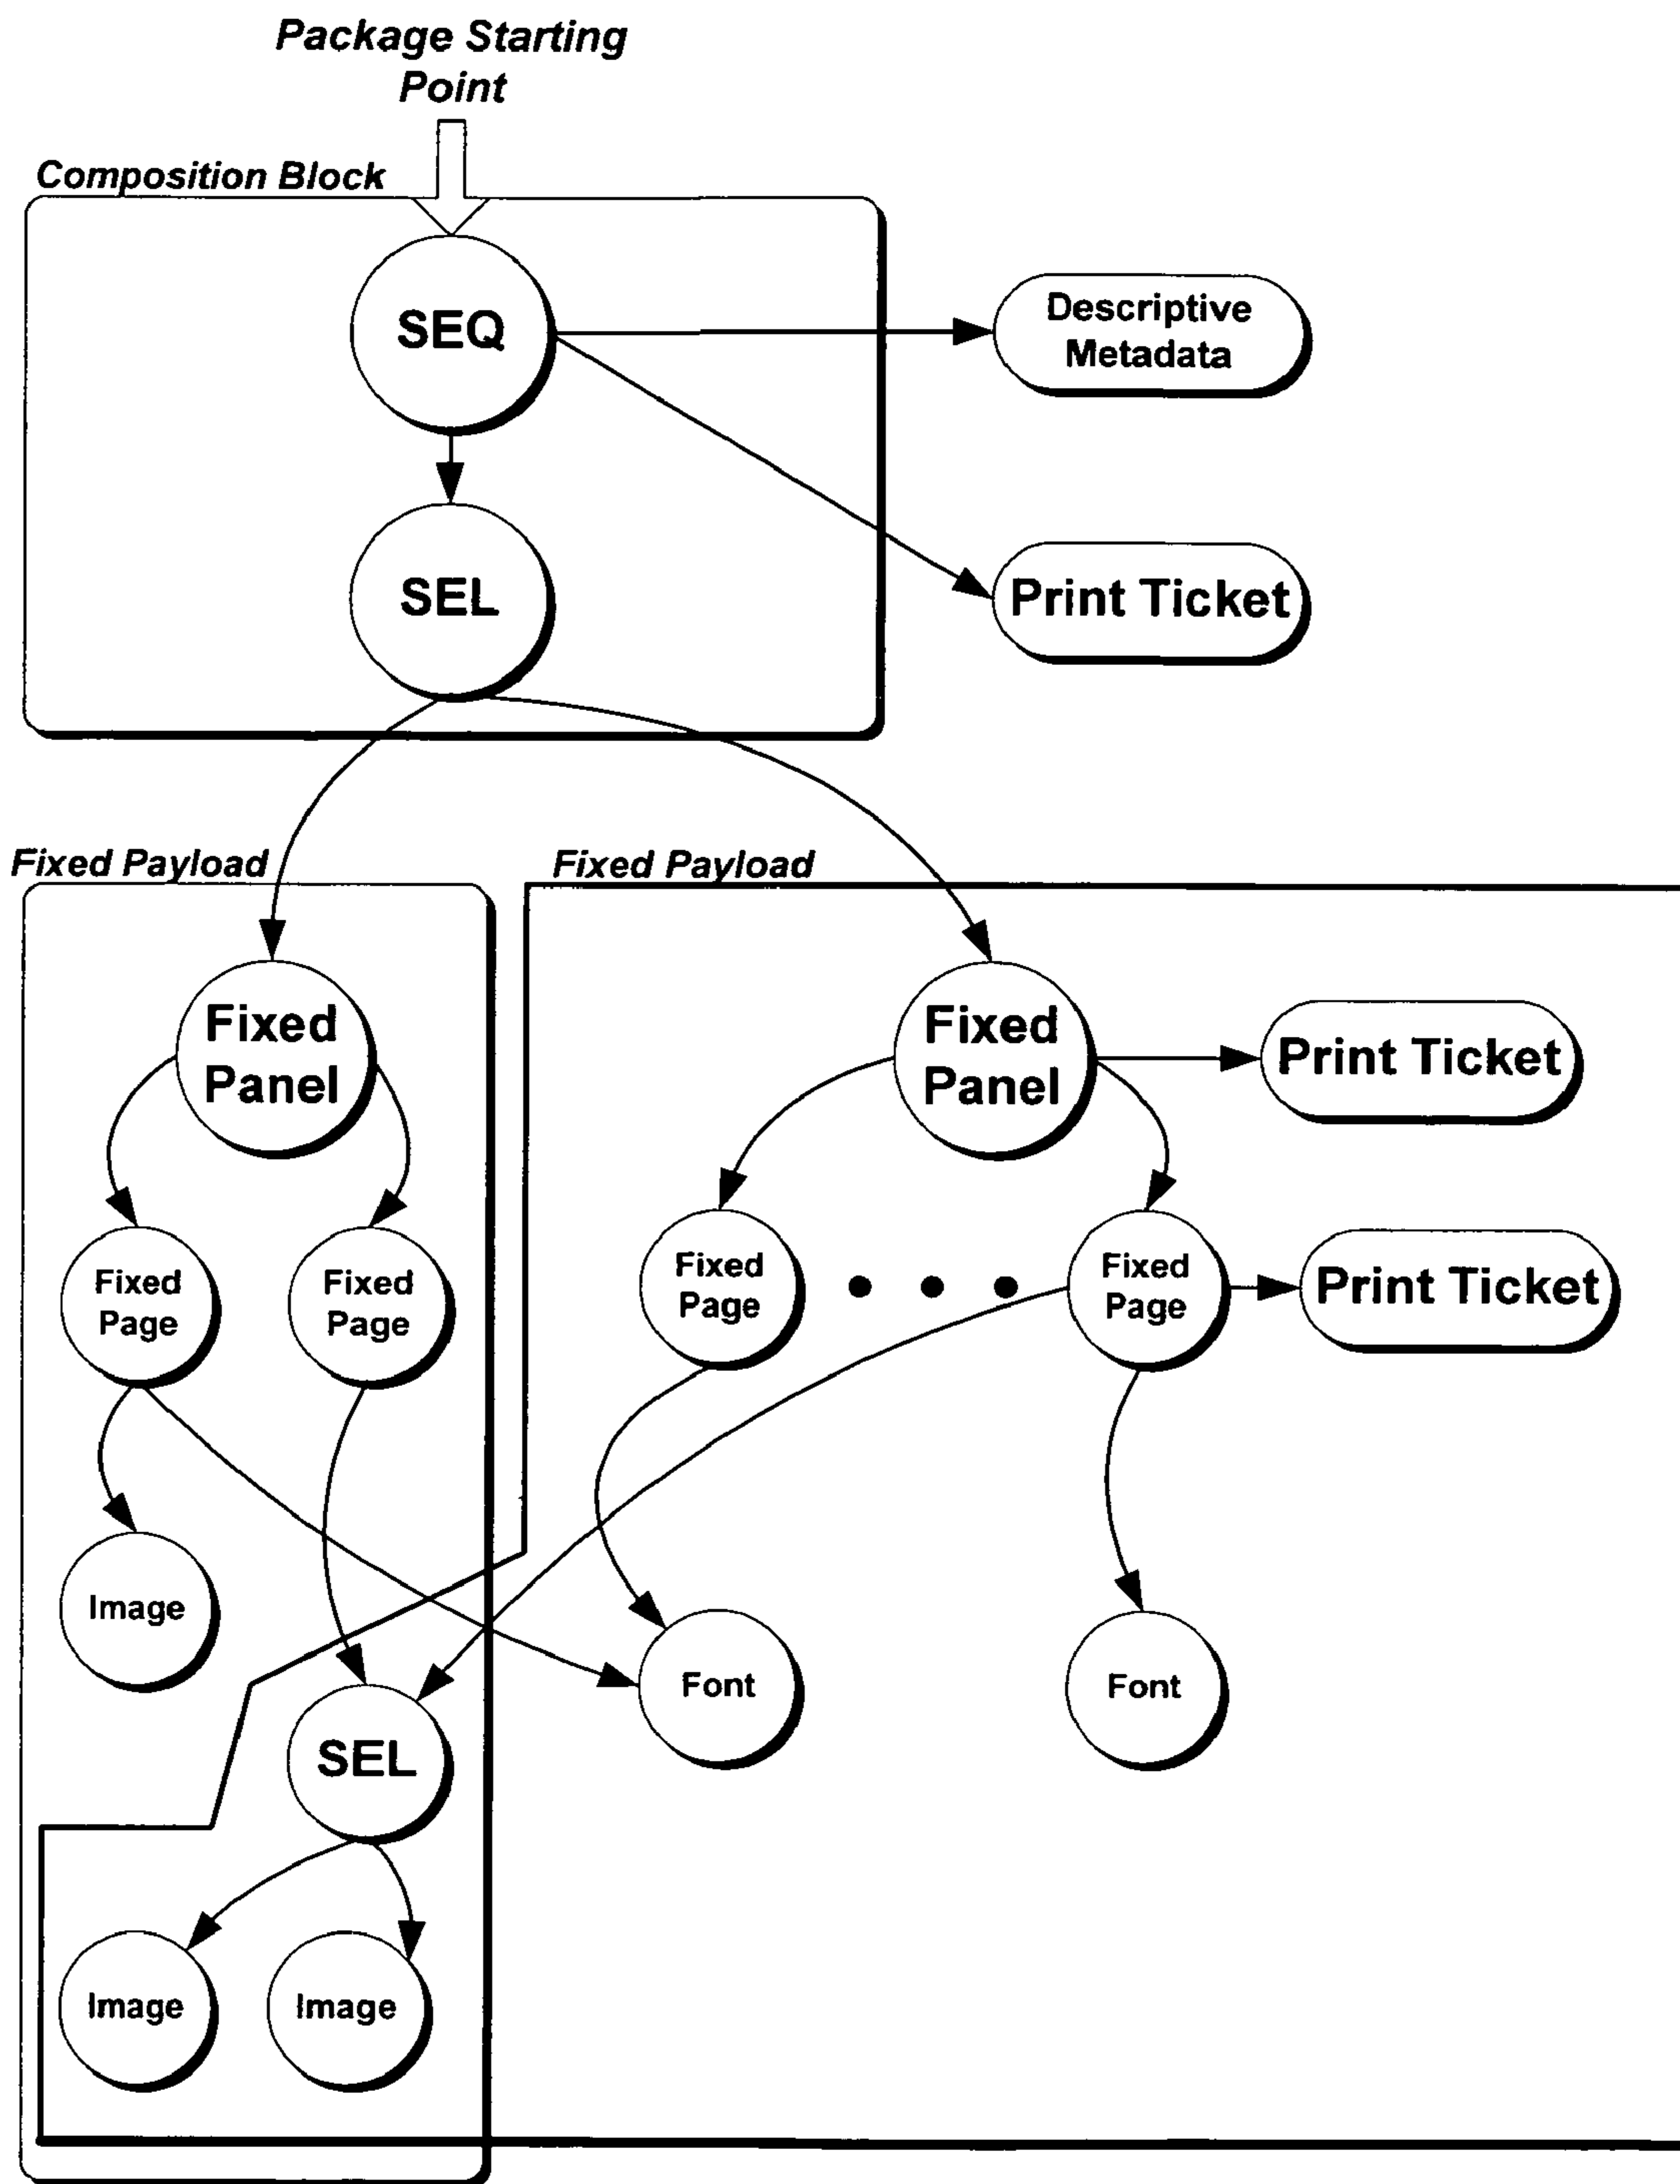 Package Starting
Point
Composition Block
SEQ
Descriptive
Metadata
SEL
Print Ticket
Fixed Payload
Fixed Payload
Fixed
Panel
Fixed
Panel
Print Ticket
Fixed
Page
Fixed
Page
Fixed
Page
Fixed
Page
Print Ticket
Image
Font
Font
SEL
Image
Image